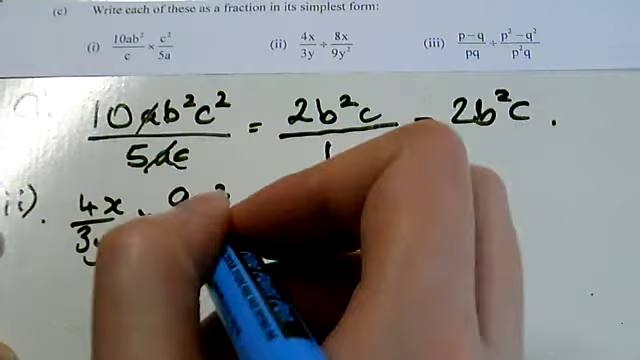 (c) Write each of these as a fraction in its simplest form:
(i) 10ab²/c × c²/5a (ii) 4x/3y ÷ 8x/9y² (iii) p−q/pq ÷ p²−q²/p²q
10ab²c²/5ac = 2b²c/1 = 2b²c.
ii). 4x/3y